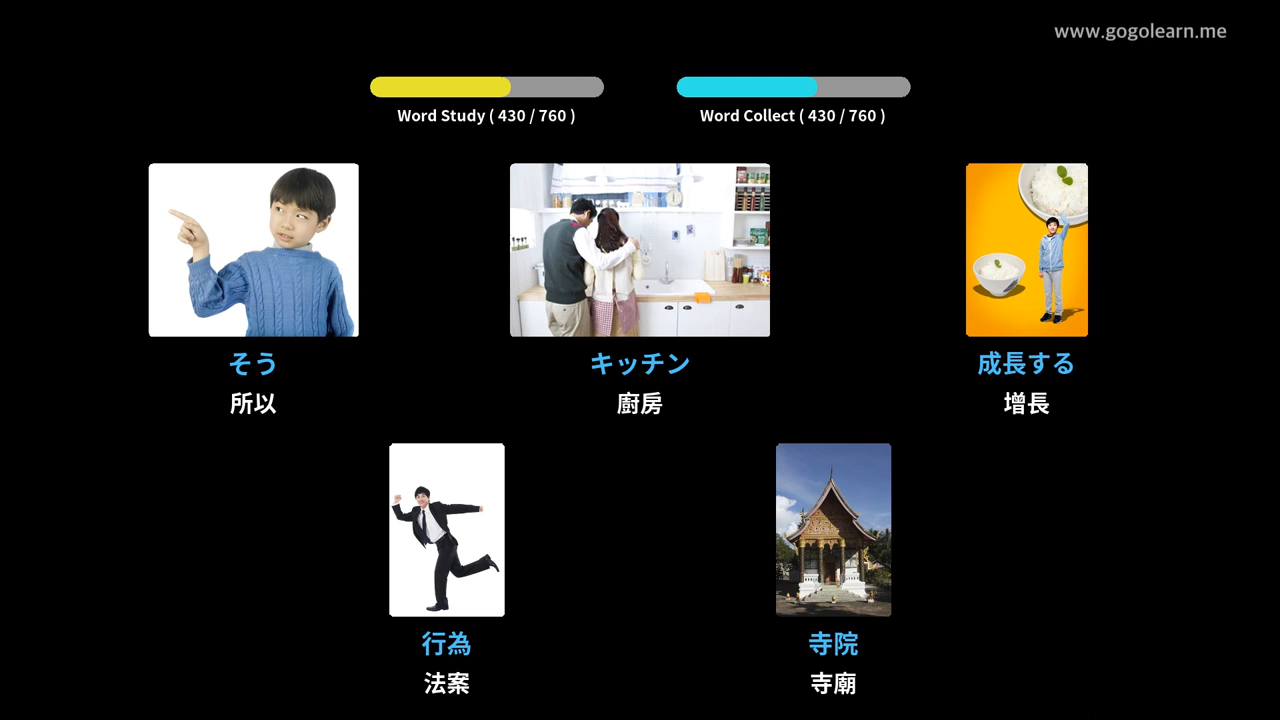 www.gogolearn.me
Word Study ( 430 / 760 )
Word Collect ( 430 / 760 )
そう
所以
キッチン
廚房
成長する
增長
行為
法案
寺院
寺廟